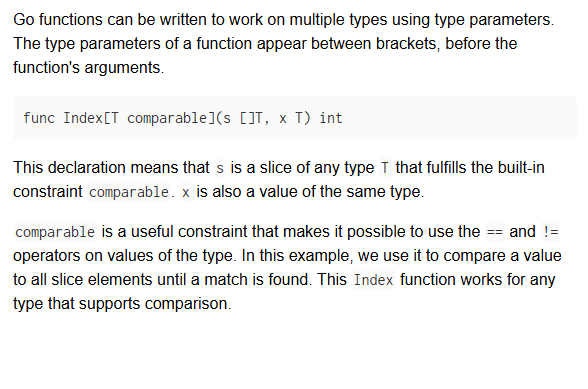 Go functions can be written to work on multiple types using type parameters.
The type parameters of a function appear between brackets, before the
function's arguments.
func Index[T comparable](s []T, x T) int
This declaration means that s is a slice of any type T that fulfills the built-in
constraint comparable. x is also a value of the same type.
comparable is a useful constraint that makes it possible to use the == and !=
operators on values of the type. In this example, we use it to compare a value
to all slice elements until a match is found. This Index function works for any
type that supports comparison.